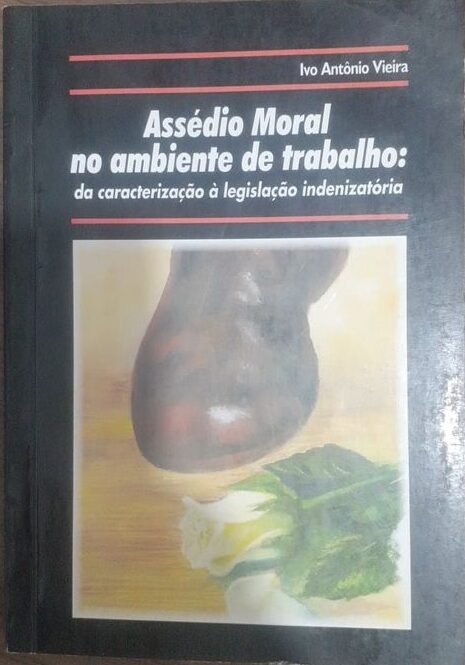 Ivo Antônio Vieira
Assédio Moral
no ambiente de trabalho:
da caracterização à legislação indenizatória